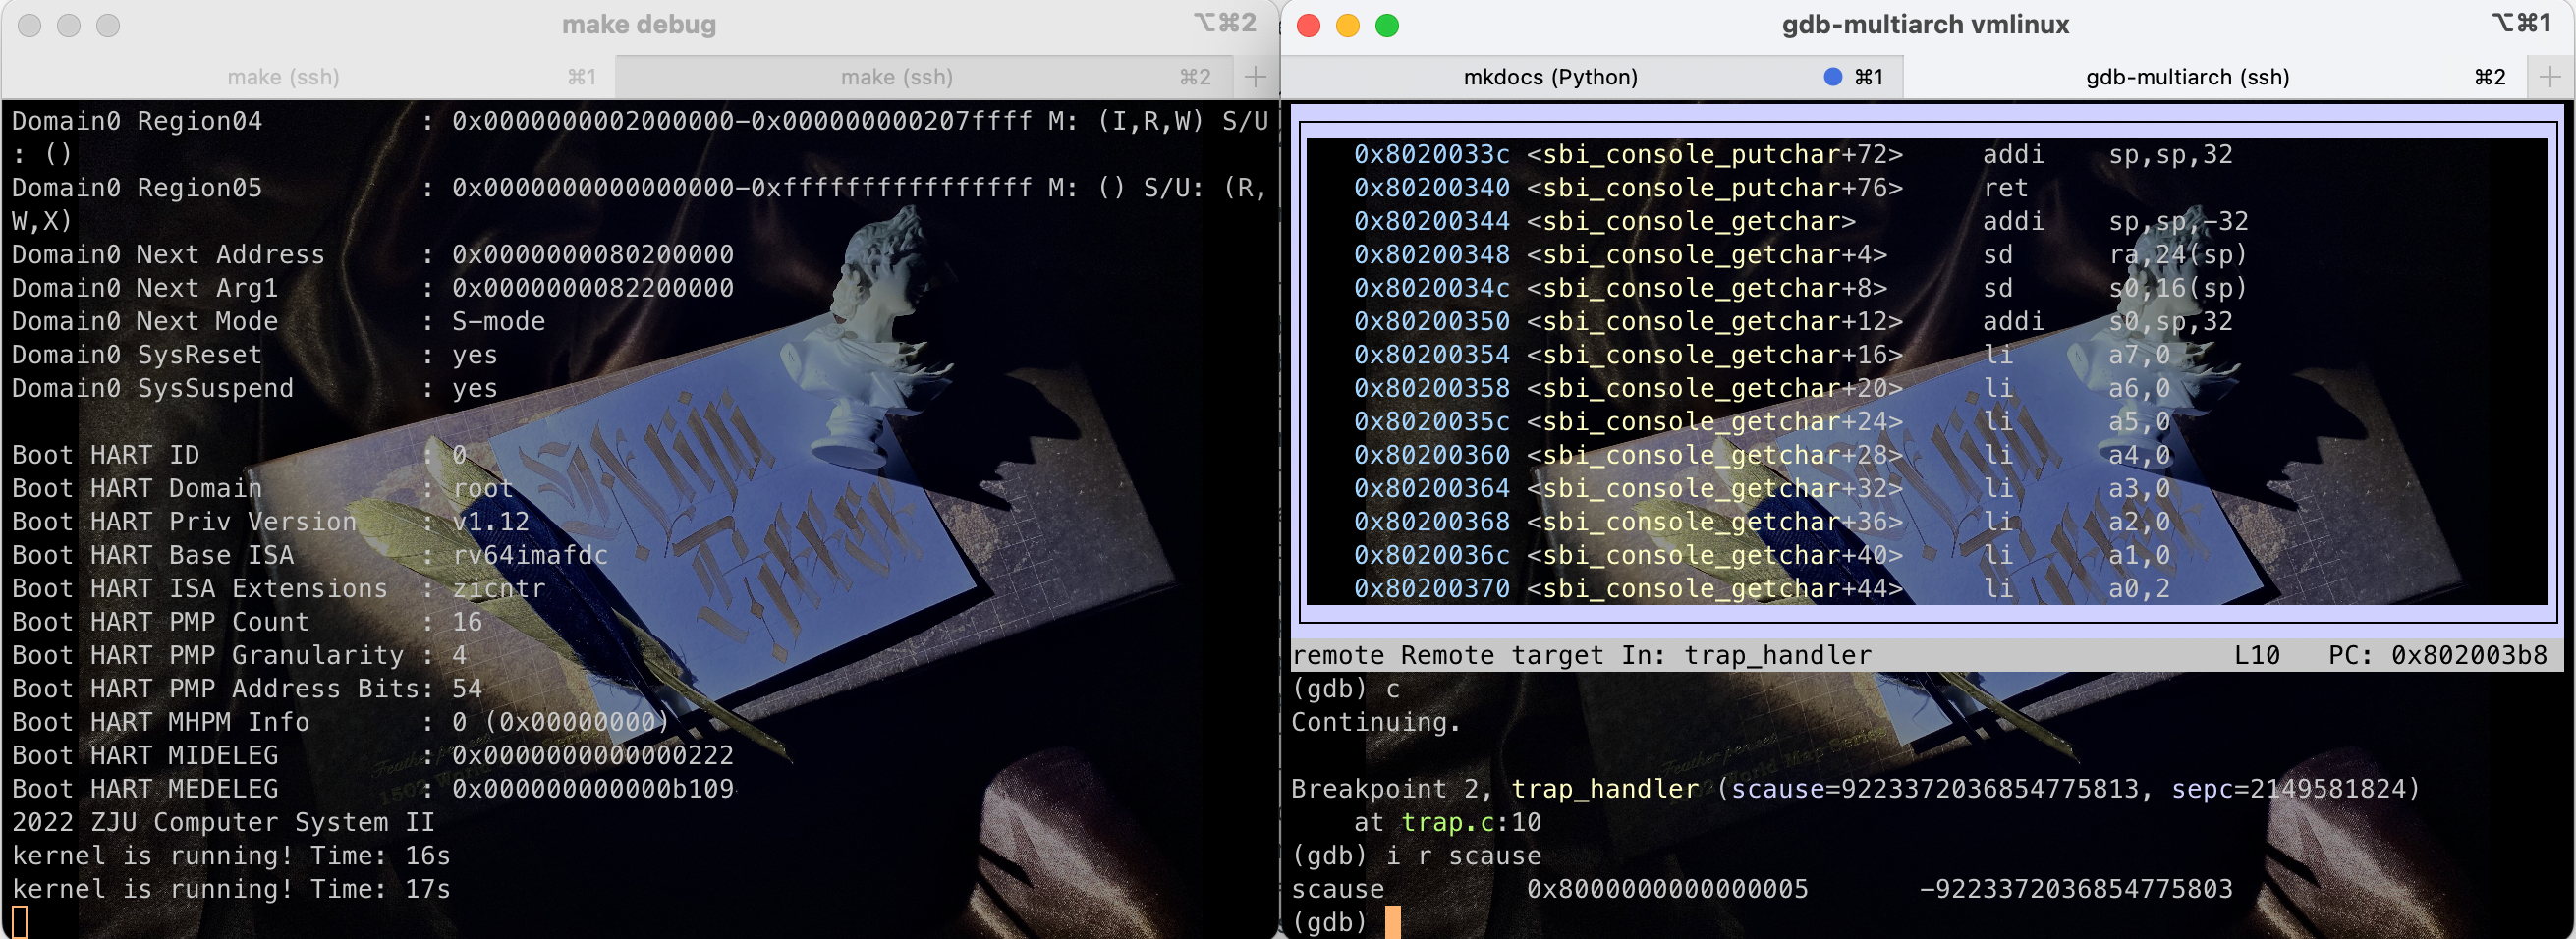 make debug
⌥⌘2
make (ssh)
⌘1
make (ssh)
⌘2
+
Domain0 Region04          : 0x0000000002000000-0x000000000207ffff M: (I,R,W) S/U
: ()
Domain0 Region05          : 0x0000000000000000-0xffffffffffffffff M: () S/U: (R,
W,X)
Domain0 Next Address      : 0x0000000080200000
Domain0 Next Arg1         : 0x0000000082200000
Domain0 Next Mode         : S-mode
Domain0 SysReset          : yes
Domain0 SysSuspend        : yes
Boot HART ID              : 0
Boot HART Domain          : root
Boot HART Priv Version    : v1.12
Boot HART Base ISA        : rv64imafdc
Boot HART ISA Extensions  : zicntr
Boot HART PMP Count       : 16
Boot HART PMP Granularity : 4
Boot HART PMP Address Bits: 54
Boot HART MHPM Info       : 0 (0x00000000)
Boot HART MIDELEG         : 0x0000000000000222
Boot HART MEDELEG         : 0x000000000000b109
2022 ZJU Computer System II
kernel is running! Time: 16s
kernel is running! Time: 17s
gdb-multiarch vmlinux
⌥⌘1
mkdocs (Python)
⌘1
gdb-multiarch (ssh)
⌘2
+
0x8020033c <sbi_console_putchar+72>     addi    sp,sp,32
0x80200340 <sbi_console_putchar+76>     ret
0x80200344 <sbi_console_getchar>        addi    sp,sp,-32
0x80200348 <sbi_console_getchar+4>      sd      ra,24(sp)
0x8020034c <sbi_console_getchar+8>      sd      s0,16(sp)
0x80200350 <sbi_console_getchar+12>     addi    s0,sp,32
0x80200354 <sbi_console_getchar+16>     li      a7,0
0x80200358 <sbi_console_getchar+20>     li      a6,0
0x8020035c <sbi_console_getchar+24>     li      a5,0
0x80200360 <sbi_console_getchar+28>     li      a4,0
0x80200364 <sbi_console_getchar+32>     li      a3,0
0x80200368 <sbi_console_getchar+36>     li      a2,0
0x8020036c <sbi_console_getchar+40>     li      a1,0
0x80200370 <sbi_console_getchar+44>     li      a0,2
remote Remote target In: trap_handler                       L10   PC: 0x802003b8
(gdb) c
Continuing.
Breakpoint 2, trap_handler (scause=9223372036854775813, sepc=2149581824)
    at trap.c:10
(gdb) i r scause
scause         0x8000000000000005       -9223372036854775803
(gdb)